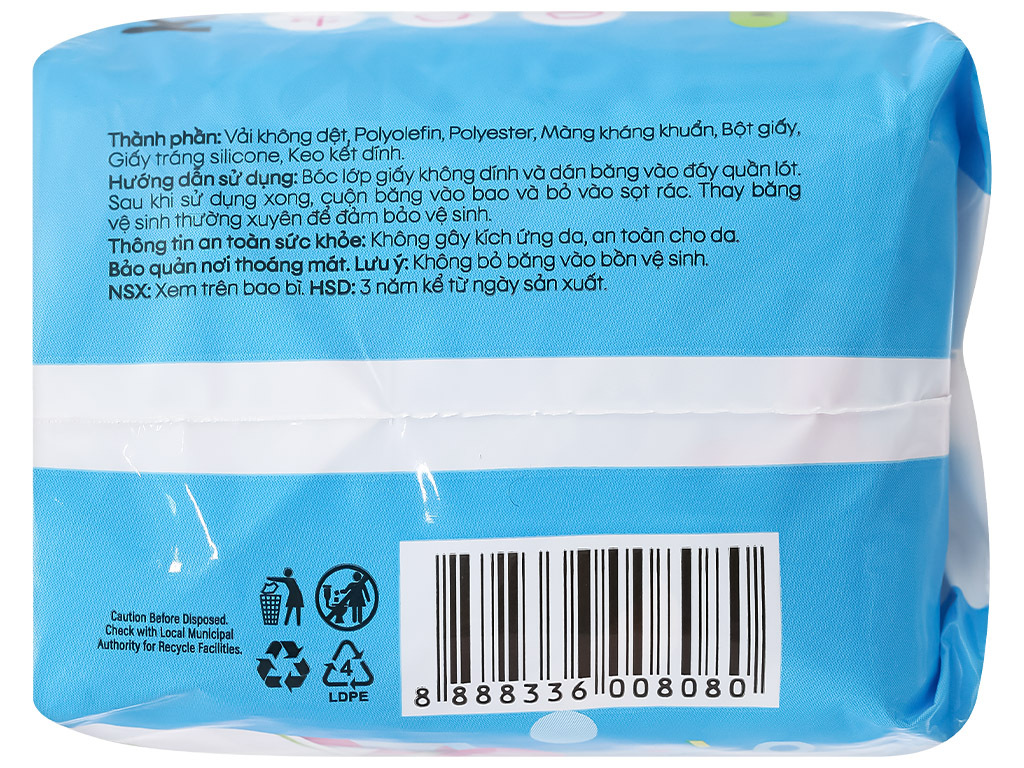 Thành phần: Vải không dệt, Polyolefin, Polyester, Màng kháng khuẩn, Bột giấy,
Giấy tráng silicone, Keo kết dính.
Hướng dẫn sử dụng: Bóc lớp giấy không dính và dán băng vào đáy quần lót.
Sau khi sử dụng xong, cuộn băng vào bao và bỏ vào sọt rác. Thay băng
vệ sinh thường xuyên để đảm bảo vệ sinh.
Thông tin an toàn sức khỏe: Không gây kích ứng da, an toàn cho da.
Bảo quản nơi thoáng mát. Lưu ý: Không bỏ băng vào bồn vệ sinh.
NSX: Xem trên bao bì. HSD: 3 năm kể từ ngày sản xuất.
Caution Before Disposed.
Check with Local Municipal
Authority for Recycle Facilities.
4
LDPE
8 888336 008080